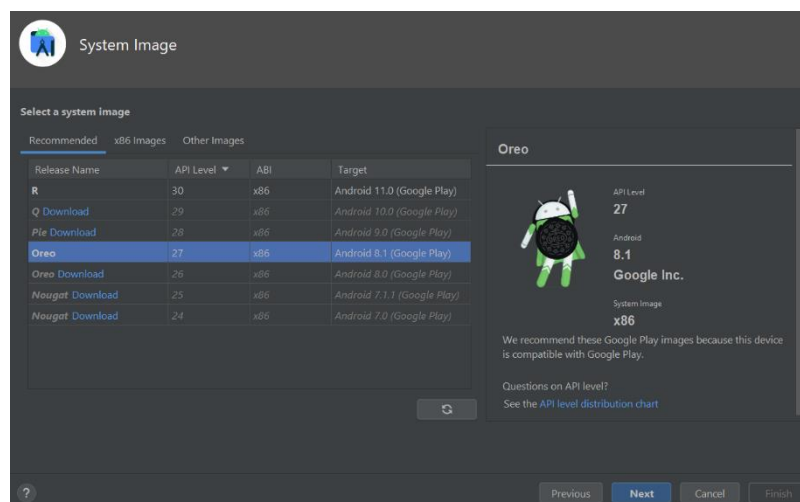 System Image
Select a system image
Recommended x86 Images Other Images
Release Name API Level ABI Target
R 30 x86 Android 11.0 (Google Play)
Q Download 29 x86 Android 10.0 (Google Play)
Pie Download 28 x86 Android 9.0 (Google Play)
Oreo 27 x86 Android 8.1 (Google Play)
Oreo Download 26 x86 Android 8.0 (Google Play)
Nougat Download 25 x86 Android 7.1.1 (Google Play)
Nougat Download 24 x86 Android 7.0 (Google Play)
Oreo
API Level
27
Android
8.1
Google Inc.
System Image
x86
We recommend these Google Play images because this device
is compatible with Google Play.
Questions on API level?
See the API level distribution chart
?
Previous Next Cancel Finish